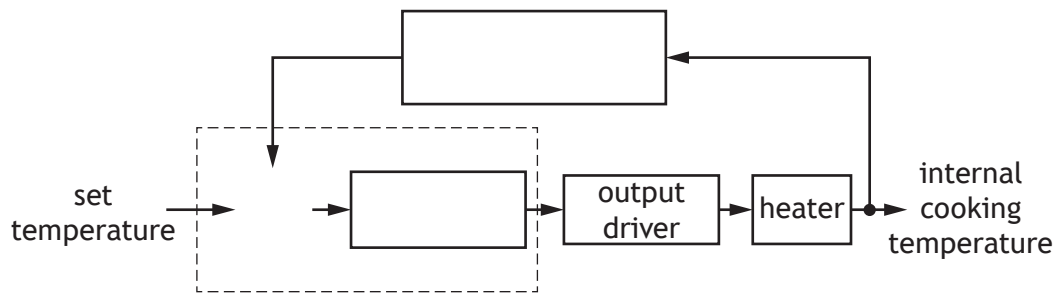 set
temperature
output
driver
heater
internal
cooking
temperature